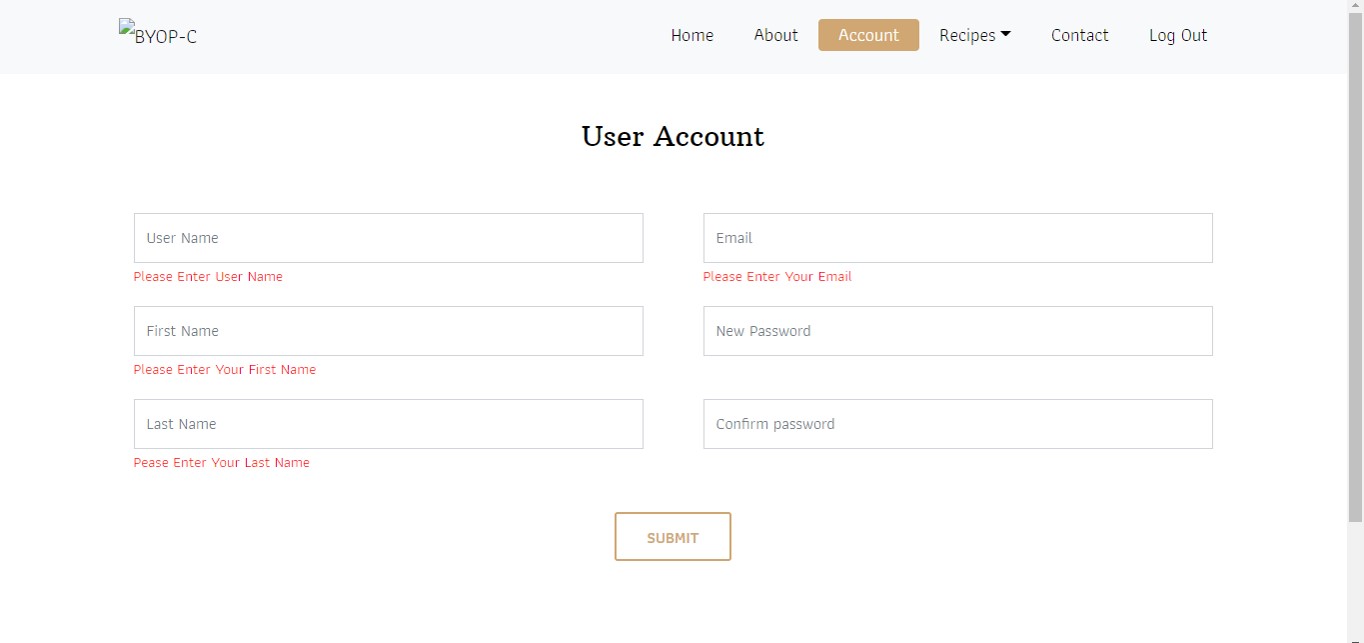 BYOP-C
Home About Account Recipes Contact Log Out
User Account
User Name
Please Enter User Name
Email
Please Enter Your Email
First Name
Please Enter Your First Name
New Password
Last Name
Pease Enter Your Last Name
Confirm password
SUBMIT